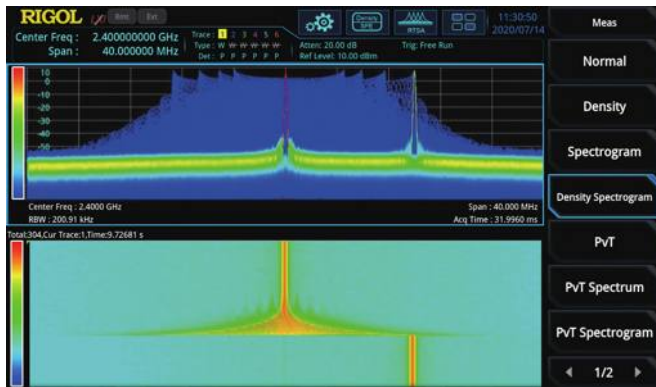 RIGOL Rmt Ext
Density
SPE
RTSA
11:30:50
2020/07/14
Center Freq : 2.400000000 GHz
Span : 40.000000 MHz
Trace : 1 2 3 4 5 6
Type : W W W W W W
Det : P P P P P P
Atten: 20.00 dB
Ref Level: 10.00 dBm
Trig: Free Run
10
0
-10
-20
-30
-40
-50
Center Freq : 2.4000 GHz
Span : 40.000 MHz
RBW : 200.91 kHz
Acq Time : 31.9960 ms
Total:304,Cur Trace:1,Time:9.72681 s
Meas
Normal
Density
Spectrogram
Density Spectrogram
PvT
PvT Spectrum
PvT Spectrogram
1/2